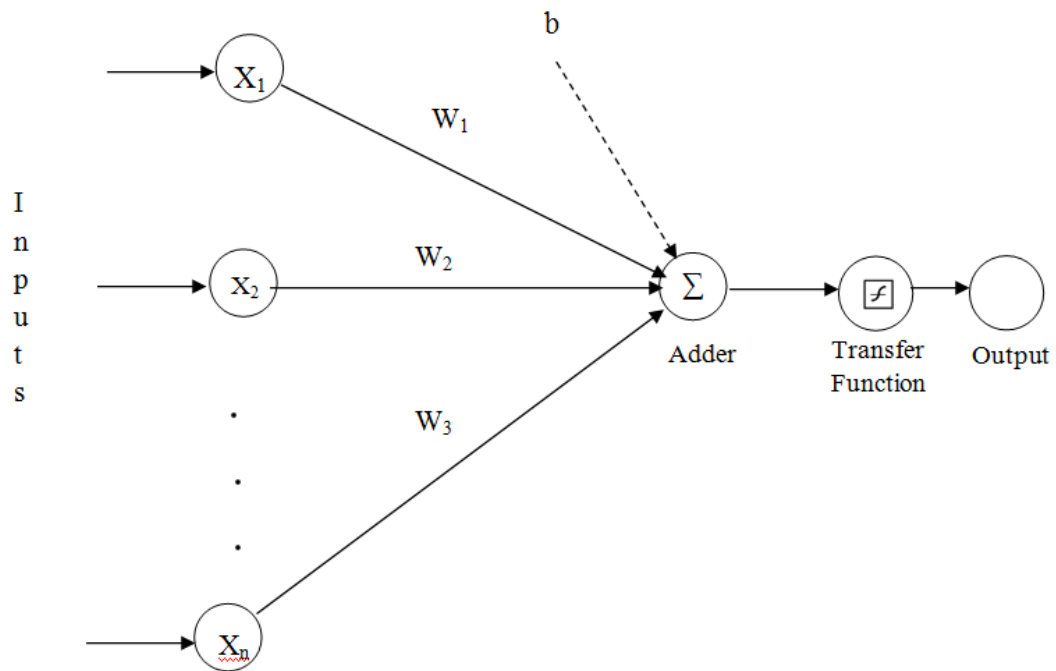 b
X₁
W₁
I
n
p
u
t
s
W₂
X₂
Σ
f
Adder
Transfer
Function
Output
W₃
.
.
.
Xₙ